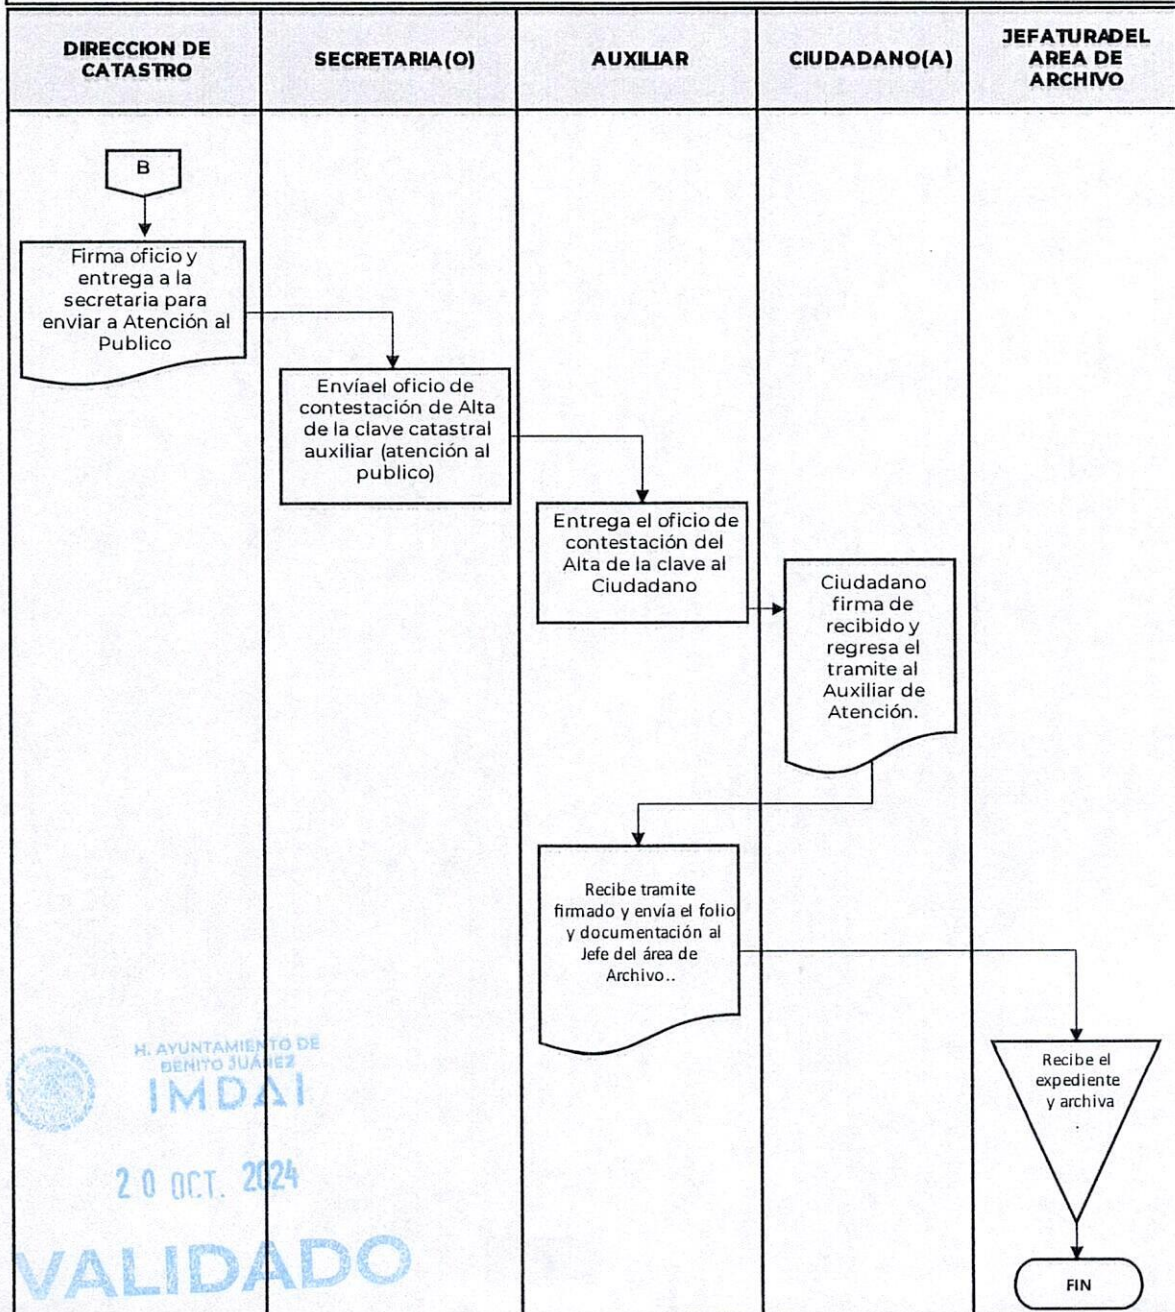 DIRECCION DE
CATASTRO
SECRETARIA(O)
AUXILIAR
CIUDADANO(A)
JEFATURADEL
AREA DE
ARCHIVO
B
Firma oficio y
entrega a la
secretaria para
enviar a Atención al
Publico
Envíael oficio de
contestación de Alta
de la clave catastral
auxiliar (atención al
publico)
Entrega el oficio de
contestación del
Alta de la clave al
Ciudadano
Ciudadano
firma de
recibido y
regresa el
tramite al
Auxiliar de
Atención.
Recibe tramite
firmado y envía el folio
y documentación al
Jefe del área de
Archivo..
Recibe el
expediente
y archiva
.
FIN
H. AYUNTAMIENTO DE
BENITO JUÁREZ
IMDAI
20 OCT. 2024
VALIDADO